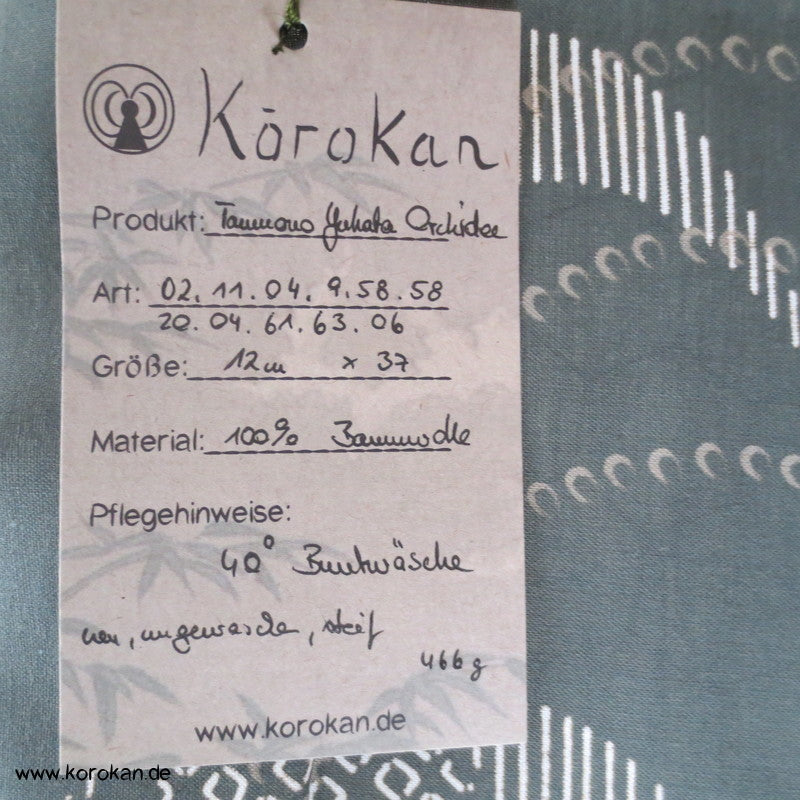 Kōrokan
Produkt: Tanmono Yukata Orchidee
Art: 02.11.04.9.58.58
20.04.61.63.06
Größe: 12m x 37
Material: 100% Baumwolle
Pflegehinweise:
40° Buntwäsche
neu, ungewaschen, steif
466g
www.korokan.de
www.korokan.de